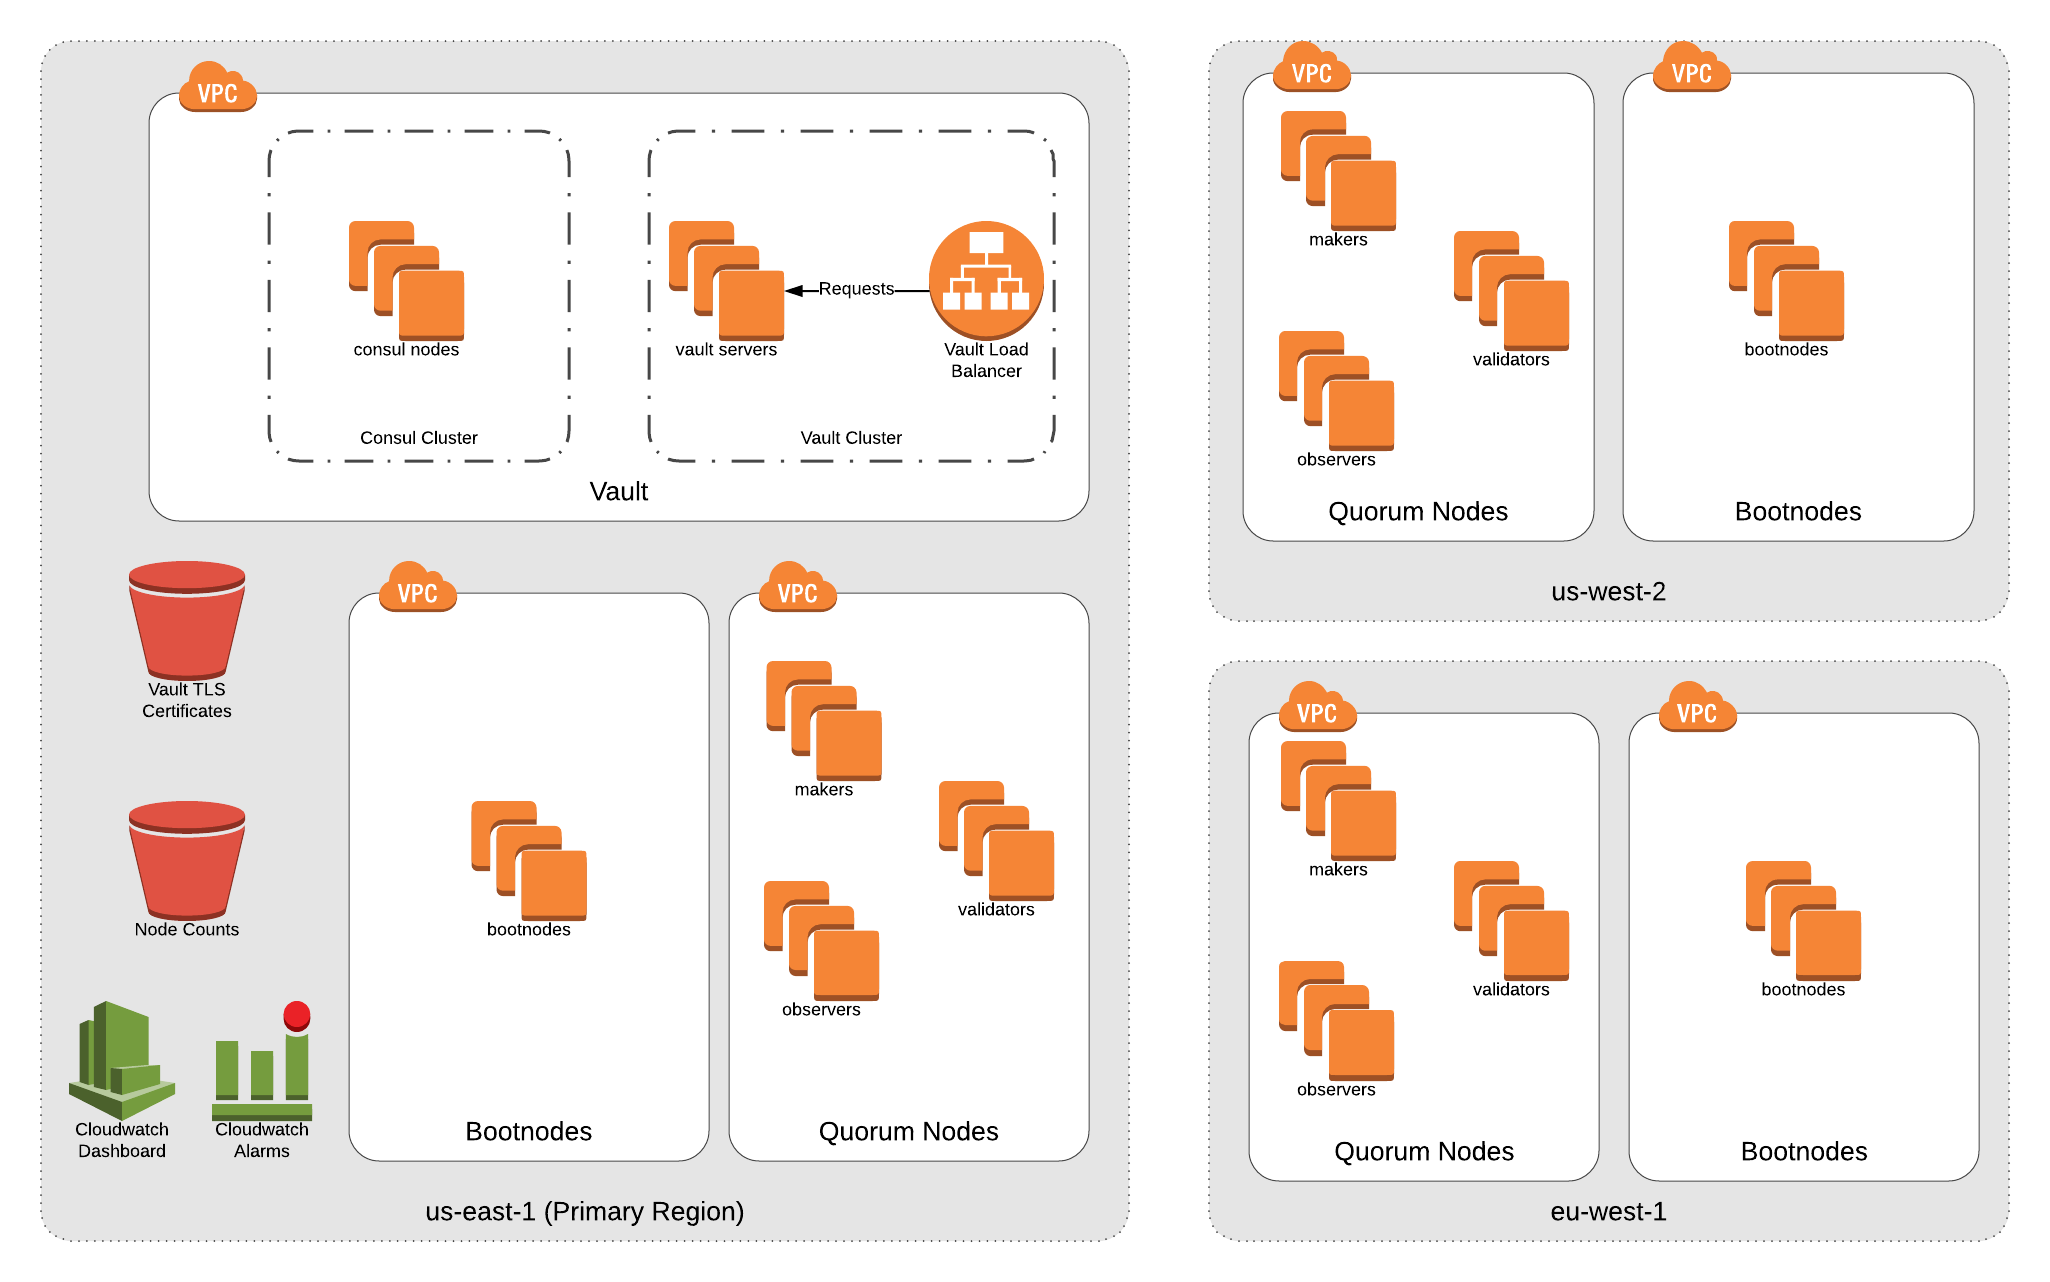 VPC
consul nodes
Consul Cluster
vault servers
Requests
Vault Load
Balancer
Vault Cluster
Vault
Vault TLS
Certificates
Node Counts
Cloudwatch
Dashboard
Cloudwatch
Alarms
VPC
bootnodes
Bootnodes
VPC
makers
validators
observers
Quorum Nodes
us-east-1 (Primary Region)
VPC
makers
validators
observers
Quorum Nodes
VPC
bootnodes
Bootnodes
us-west-2
VPC
makers
validators
observers
Quorum Nodes
VPC
bootnodes
Bootnodes
eu-west-1